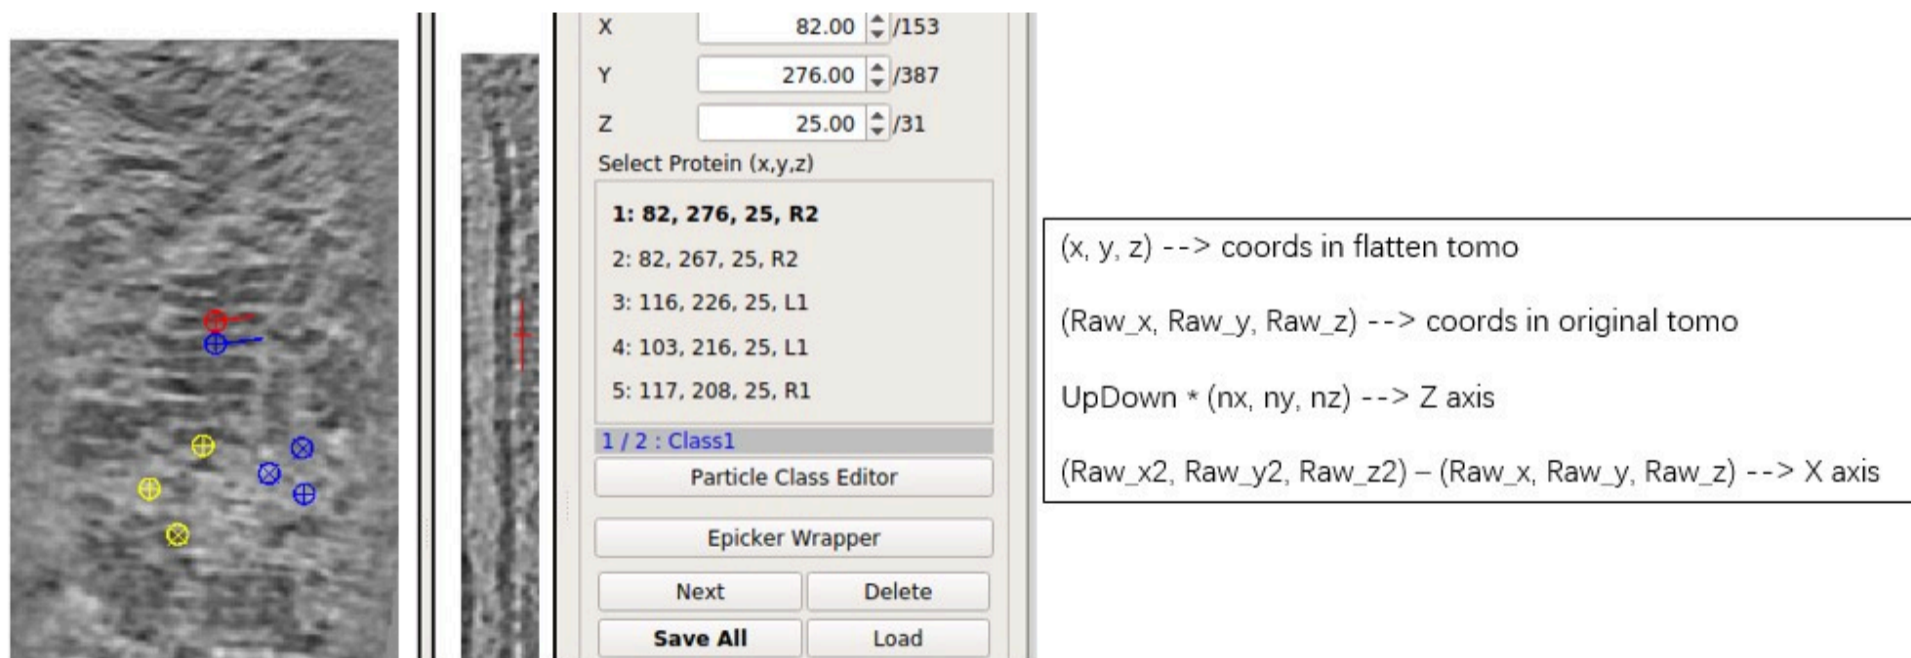 X 82.00 /153
Y 276.00 /387
Z 25.00 /31
Select Protein (x,y,z)
1: 82, 276, 25, R2
2: 82, 267, 25, R2
3: 116, 226, 25, L1
4: 103, 216, 25, L1
5: 117, 208, 25, R1
1 / 2 : Class1
Particle Class Editor
Epicker Wrapper
Next Delete
Save All Load
(x, y, z) --> coords in flatten tomo
(Raw_x, Raw_y, Raw_z) --> coords in original tomo
UpDown * (nx, ny, nz) --> Z axis
(Raw_x2, Raw_y2, Raw_z2) – (Raw_x, Raw_y, Raw_z) --> X axis